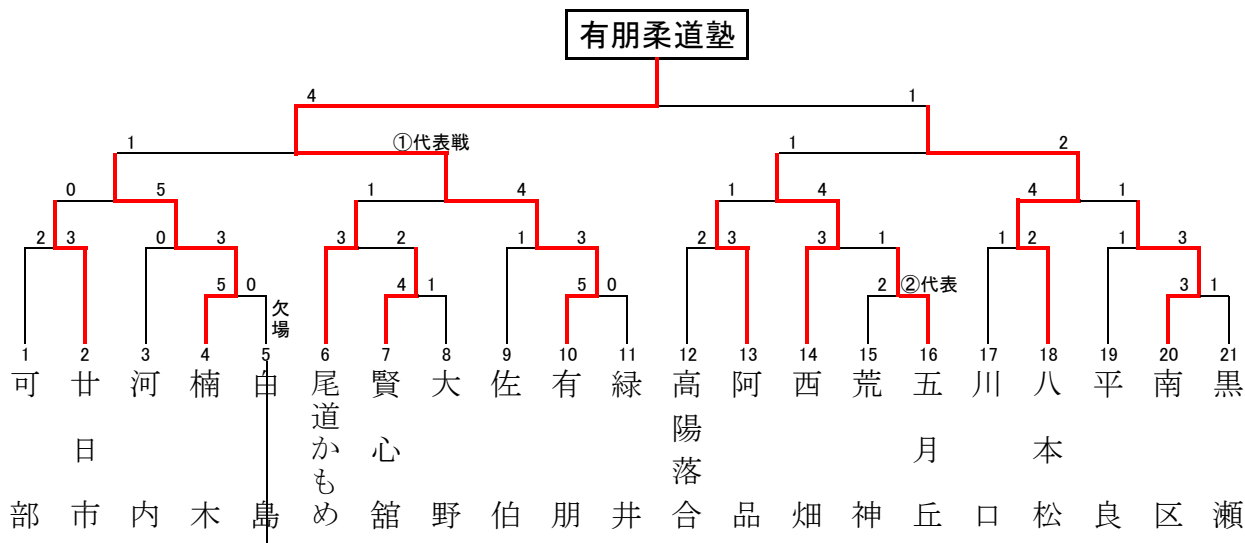 有朋柔道塾
4 1
1 ①代表戦 1 2
0 5 1 4 1 4 4 1
2 3 0 3 3 2 1 3 2 3 3 1 1 2 1 3
5 0 4 1 5 0 2 ②代表 3 1
欠場
1 2 3 4 5 6 7 8 9 10 11 12 13 14 15 16 17 18 19 20 21
可部
廿日市
河内
楠木
白島
尾道かもめ
賢心舘
大野
佐伯
有朋
緑井
高陽落合
阿品
西畑
荒神
五月丘
川口
八本松
平良
南区
黒瀬